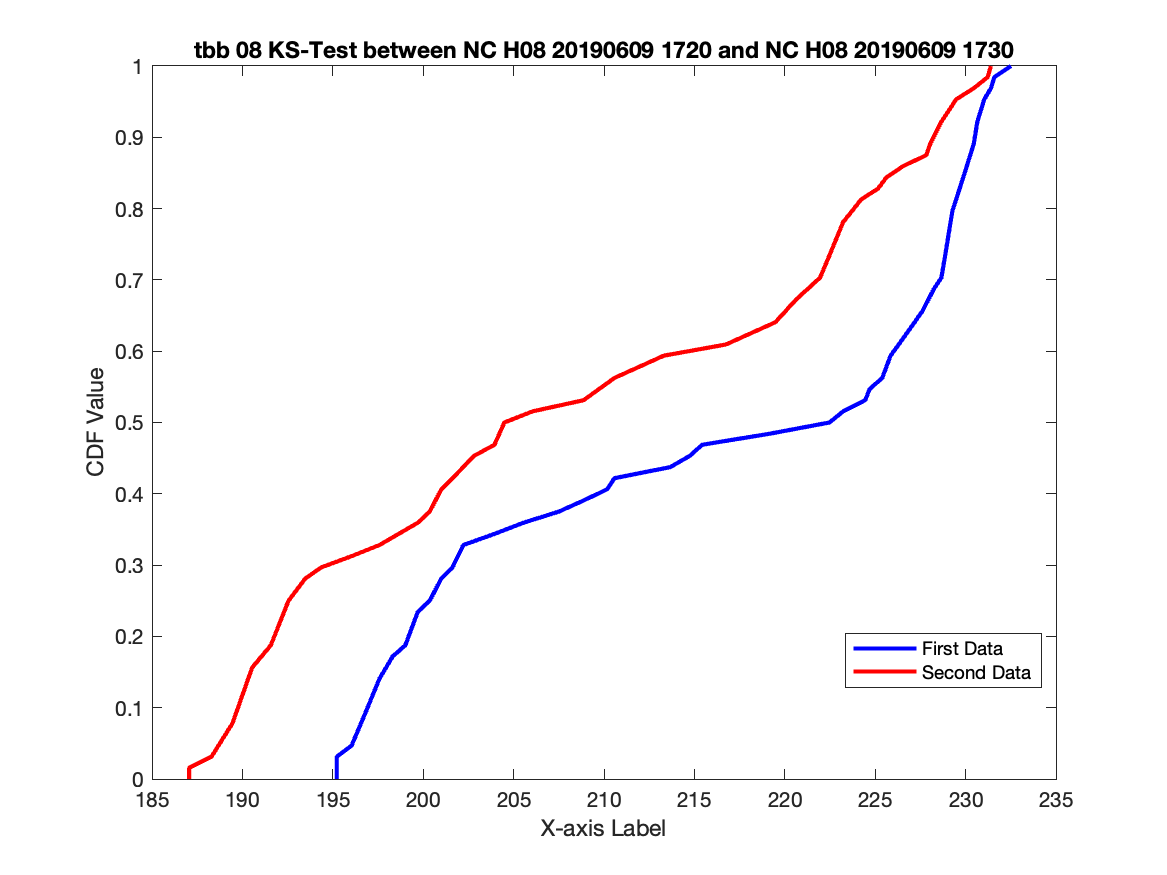 tbb 08 KS-Test between NC H08 20190609 1720 and NC H08 20190609 1730
1
0.9
0.8
0.7
0.6
0.5
0.4
0.3
0.2
0.1
0
CDF Value
First Data
Second Data
185 190 195 200 205 210 215 220 225 230 235
X-axis Label